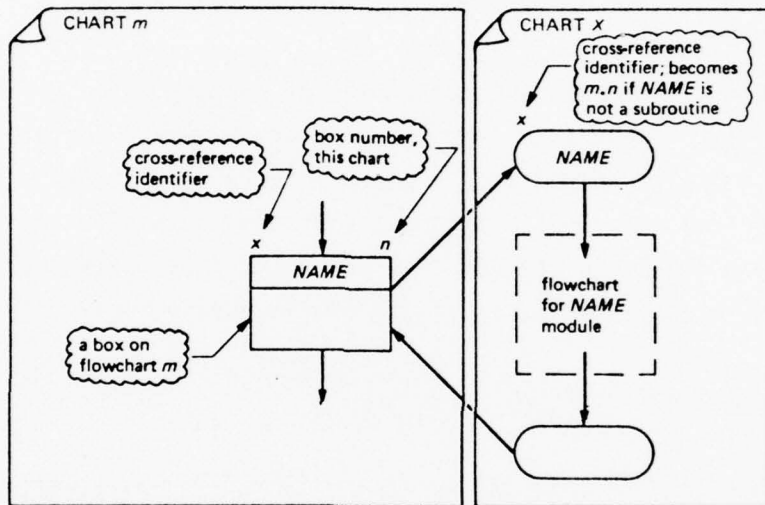 CHART m
cross-reference
identifier
box number,
this chart
x
n
NAME
a box on
flowchart m
CHART X
cross-reference
identifier; becomes
m.n if NAME is
not a subroutine
x
NAME
flowchart
for NAME
module